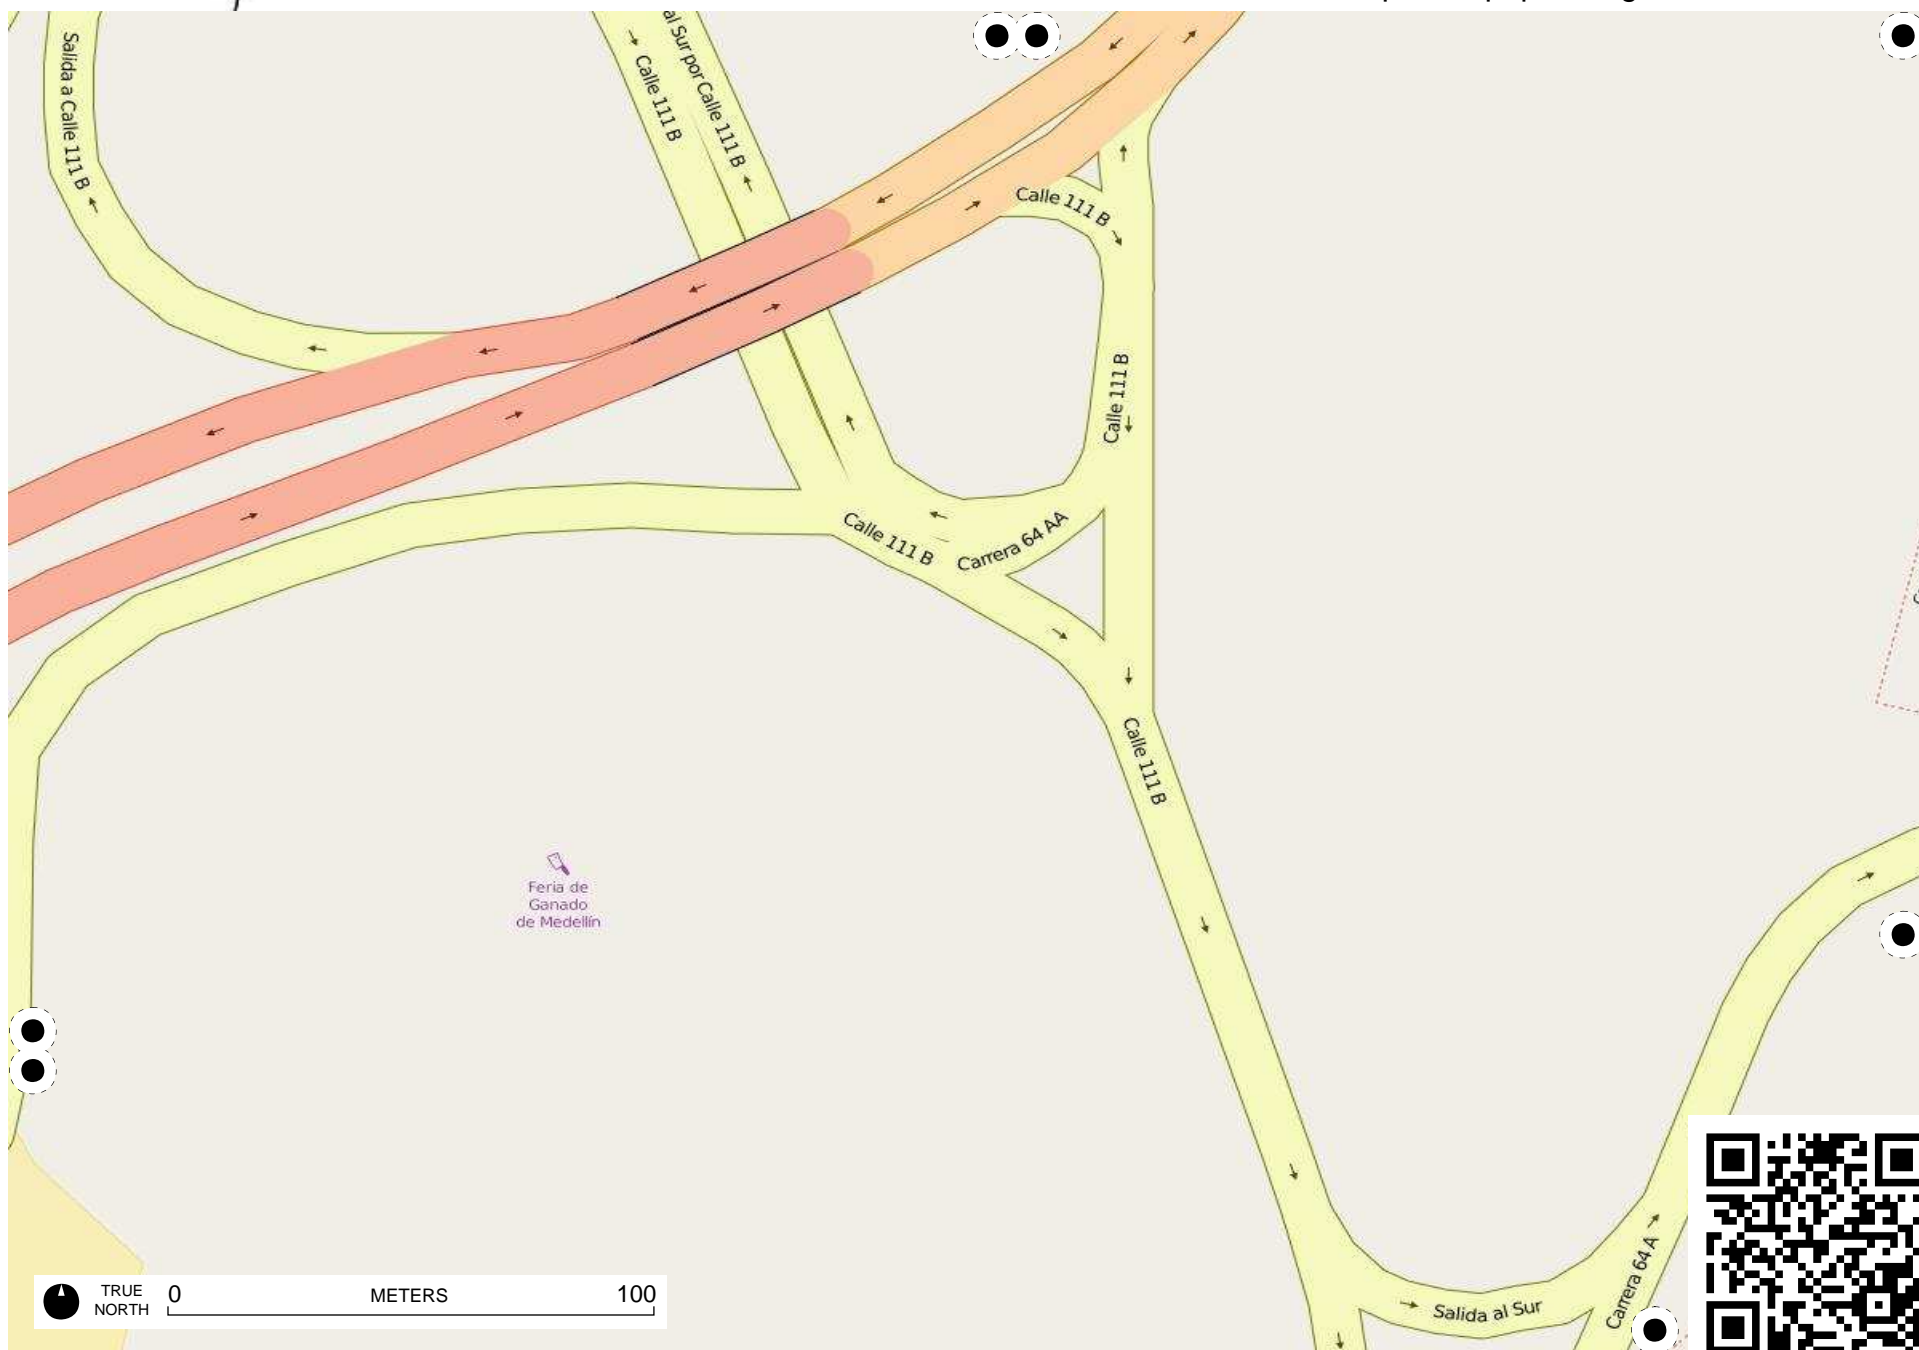 Salida a Calle 111 B
Calle 111 B
al Sur por Calle 111 B
Calle 111 B
Calle 111 B
Calle 111 B
Carrera 64 AA
Calle 111 B
Feria de
Ganado
de Medellín
Salida al Sur
Carrera 64 A
TRUE
NORTH
0 METERS 100